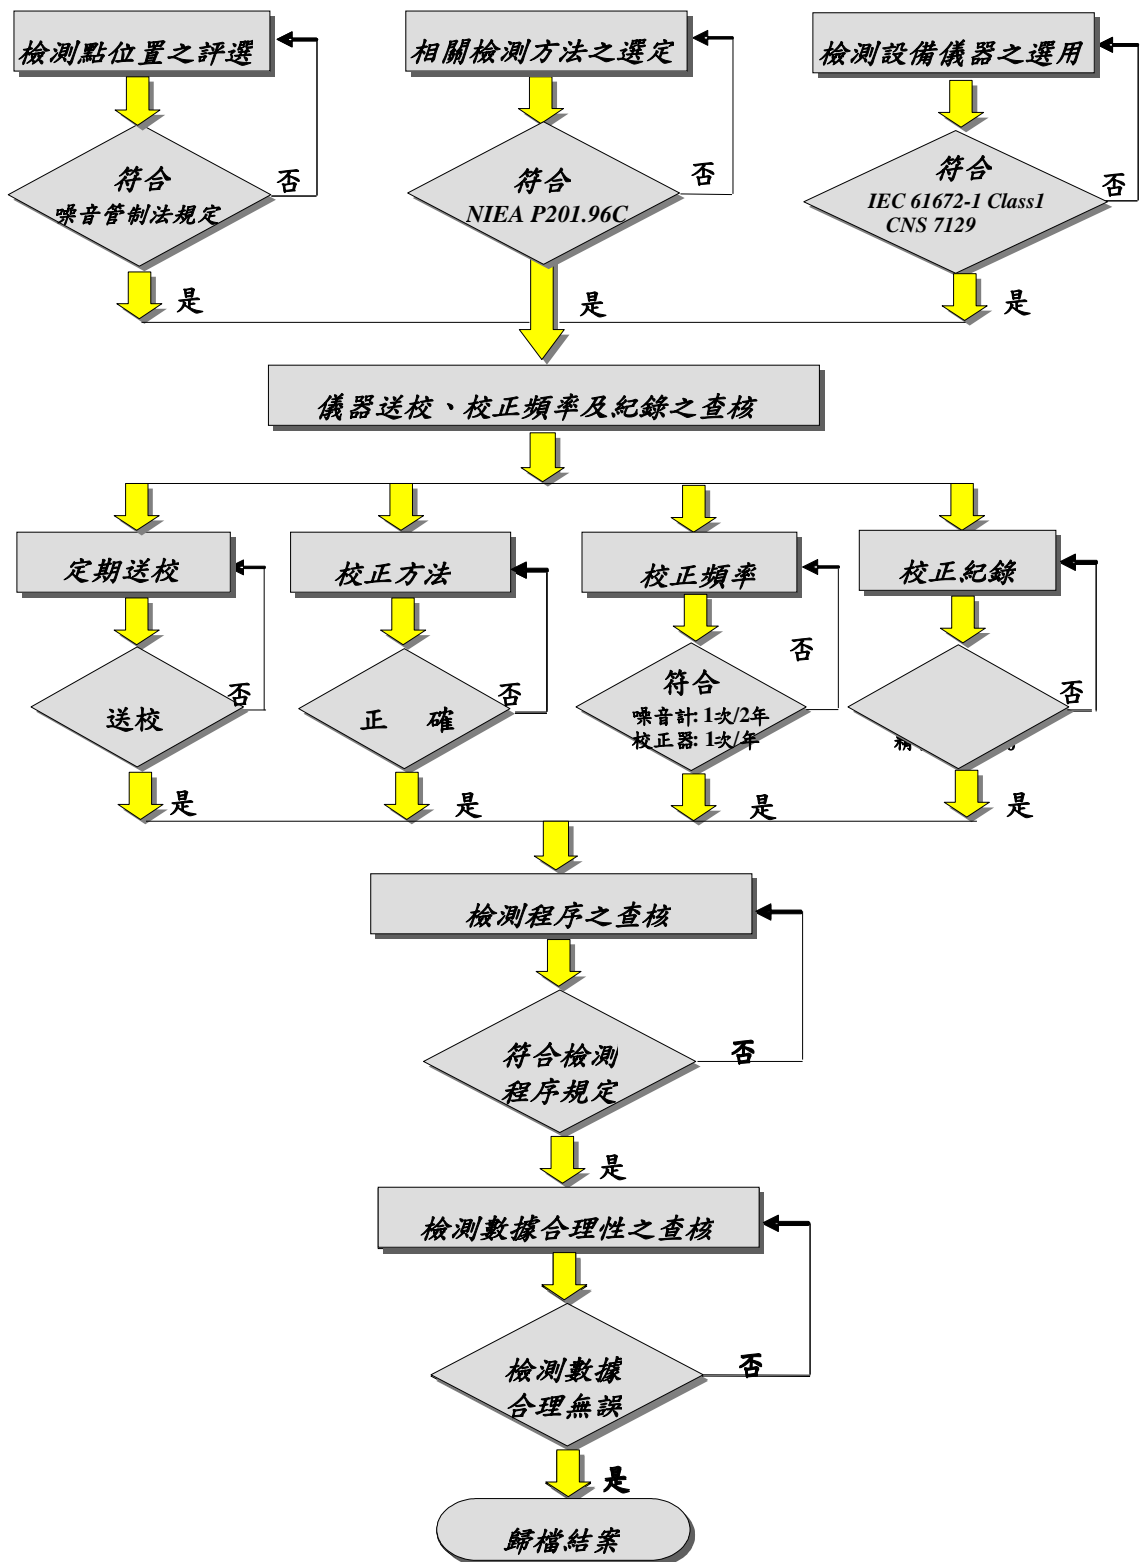 檢測點位置之評選
相關檢測方法之選定
檢測設備儀器之選用
符合
噪音管制法規定
否
符合
NIEA P201.96C
否
符合
IEC 61672-1 Class1
CNS 7129
否
是
是
是
儀器送校、校正頻率及紀錄之查核
定期送校
校正方法
校正頻率
校正紀錄
送校
否
正 確
否
符合
噪音計: 1次/2年
校正器: 1次/年
否
否
是
是
是
是
檢測程序之查核
符合檢測
程序規定
否
是
檢測數據合理性之查核
檢測數據
合理無誤
否
是
歸檔結案